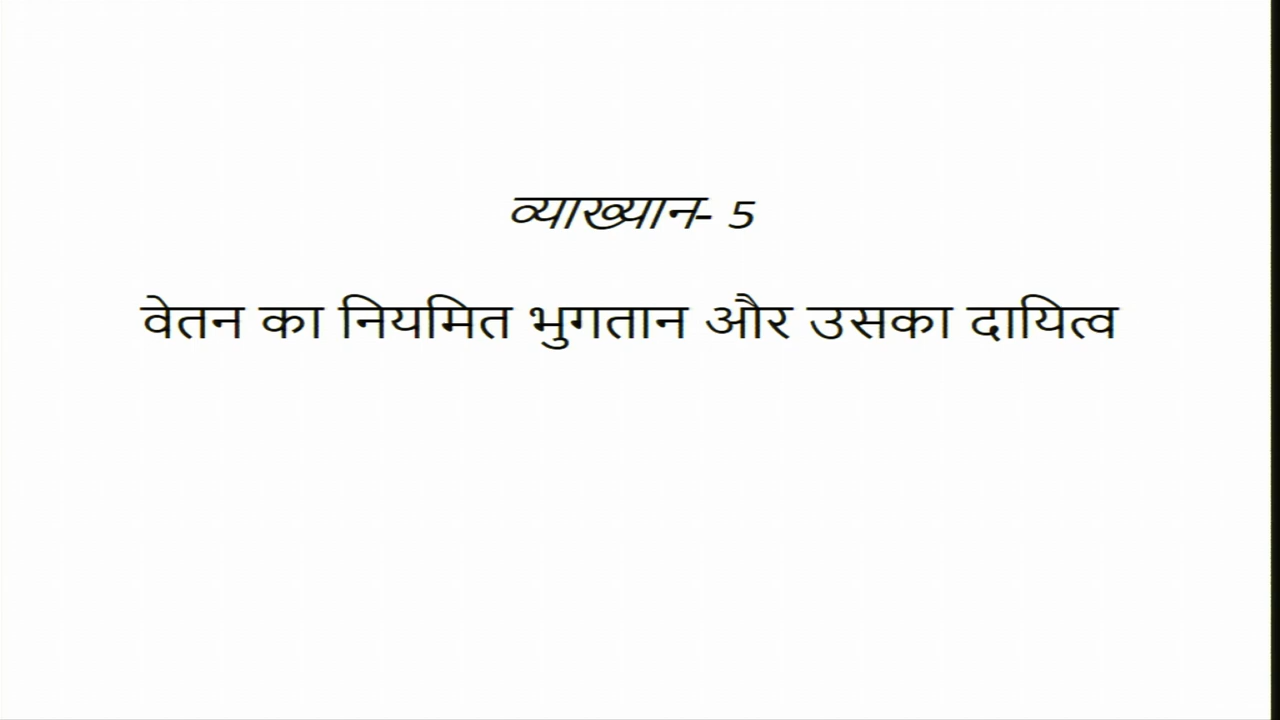 व्याख्यान- 5
वेतन का नियमित भुगतान और उसका दायित्व